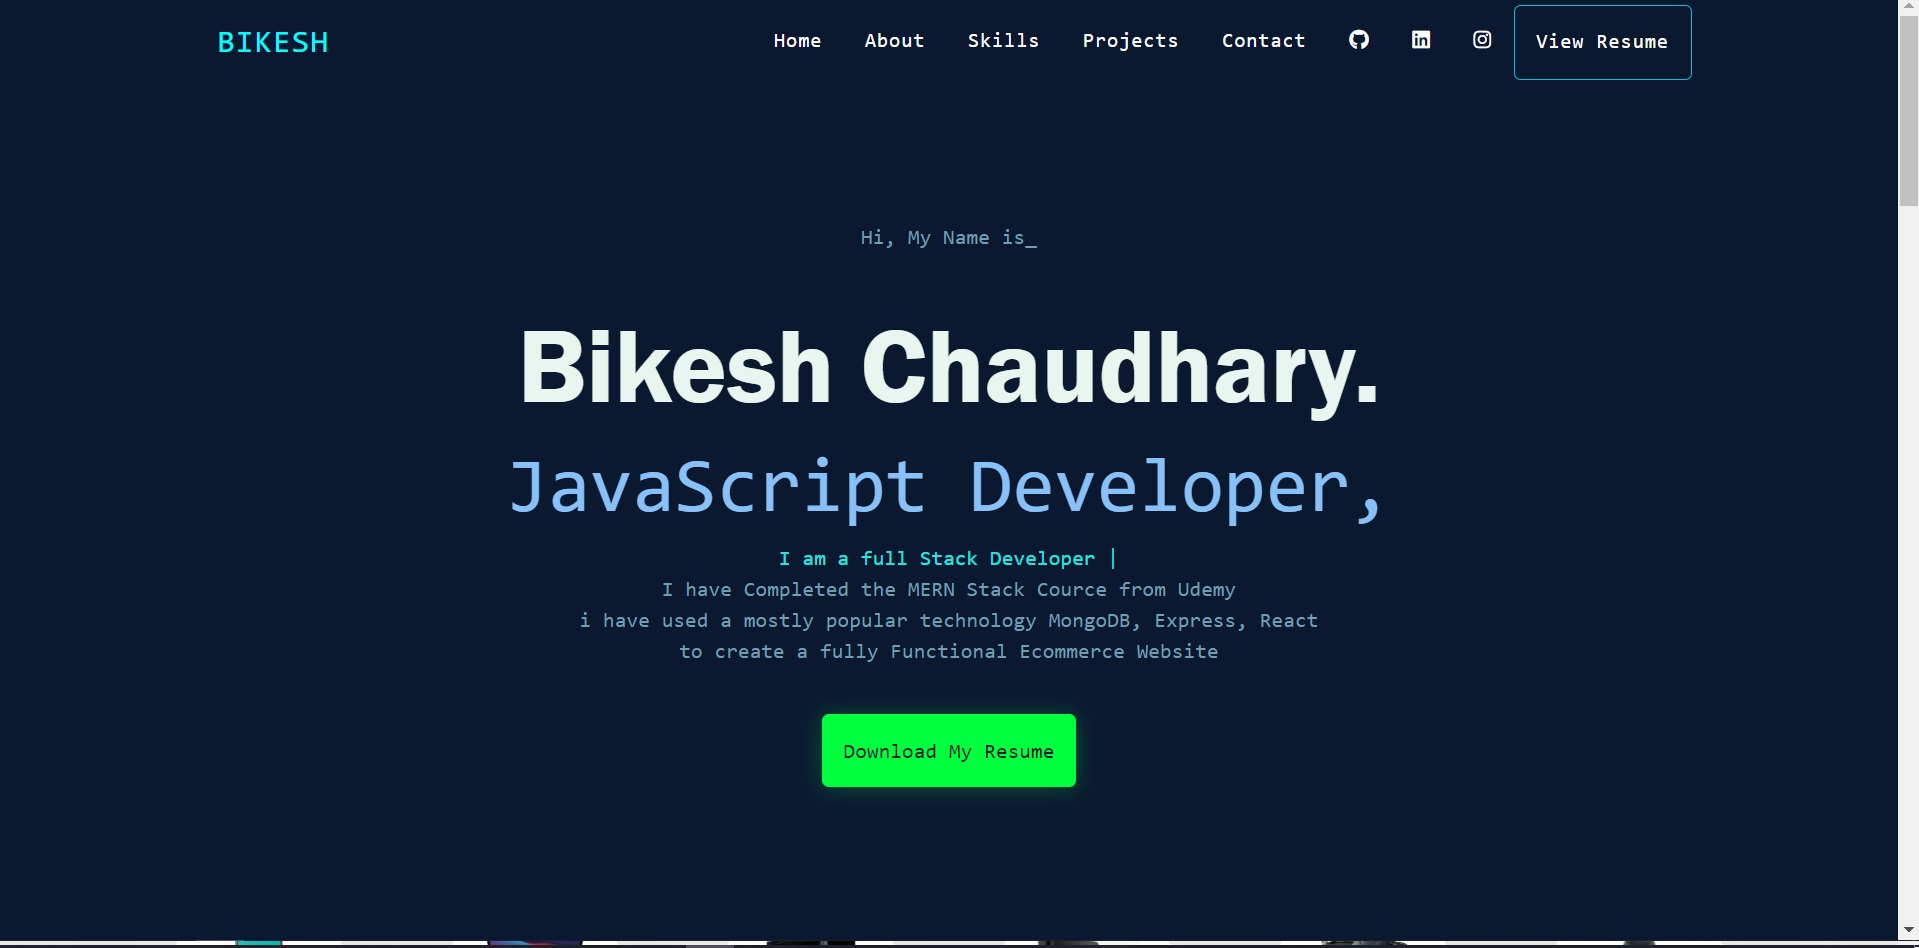 BIKESH
Home About Skills Projects Contact View Resume
Hi, My Name is_
Bikesh Chaudhary.
JavaScript Developer,
I am a full Stack Developer |
I have Completed the MERN Stack Cource from Udemy
i have used a mostly popular technology MongoDB, Express, React
to create a fully Functional Ecommerce Website
Download My Resume